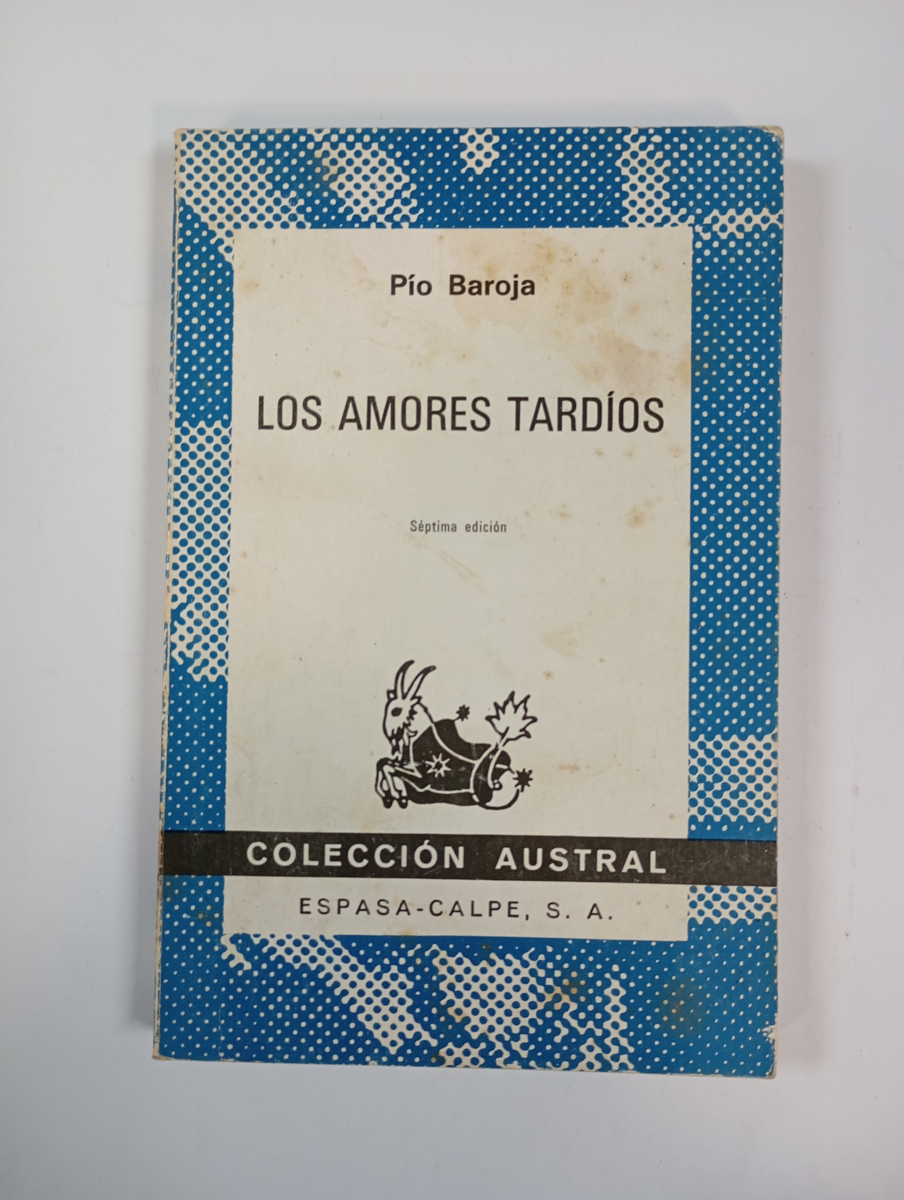 Pío Baroja
LOS AMORES TARDÍOS
Séptima edición
COLECCIÓN AUSTRAL
ESPASA-CALPE, S. A.